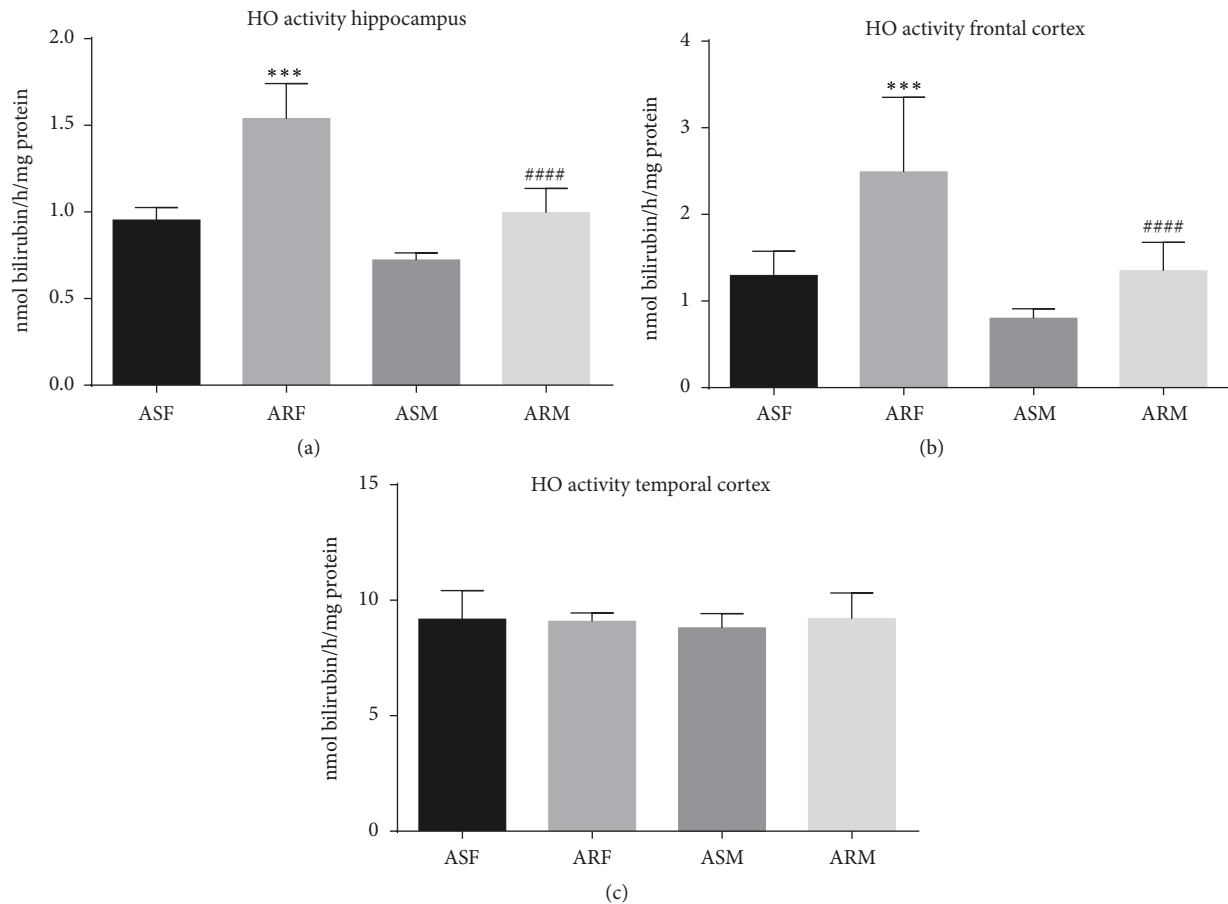 HO activity hippocampus
nmol bilirubin/h/mg protein
2.0
1.5
1.0
0.5
0.0
***
####
ASF ARF ASM ARM
(a)
HO activity frontal cortex
nmol bilirubin/h/mg protein
4
3
2
1
0
***
####
ASF ARF ASM ARM
(b)
HO activity temporal cortex
nmol bilirubin/h/mg protein
15
10
5
0
ASF ARF ASM ARM
(c)